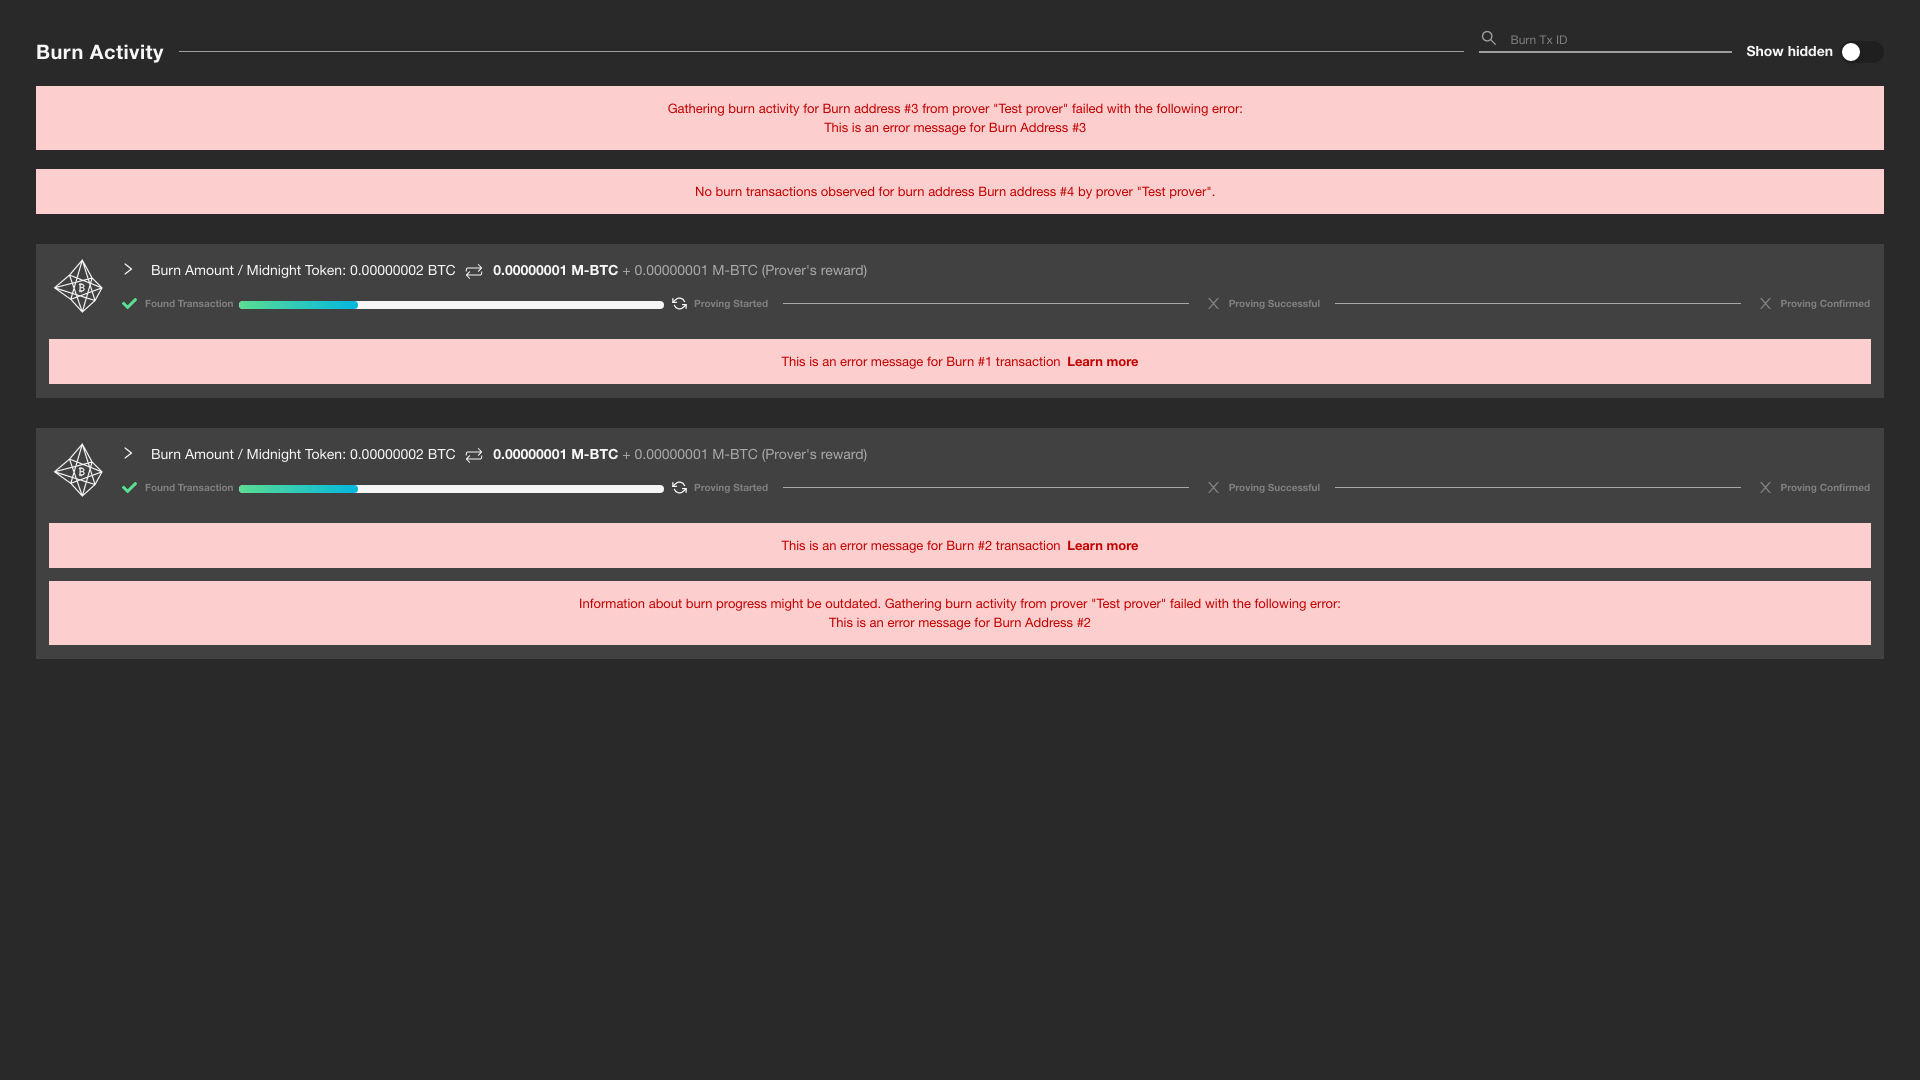 Burn Activity
Burn Tx ID
Show hidden
Gathering burn activity for Burn address #3 from prover "Test prover" failed with the following error:
This is an error message for Burn Address #3
No burn transactions observed for burn address Burn address #4 by prover "Test prover".
Burn Amount / Midnight Token: 0.00000002 BTC 0.00000001 M-BTC + 0.00000001 M-BTC (Prover's reward)
Found Transaction Proving Started Proving Successful Proving Confirmed
This is an error message for Burn #1 transaction Learn more
Burn Amount / Midnight Token: 0.00000002 BTC 0.00000001 M-BTC + 0.00000001 M-BTC (Prover's reward)
Found Transaction Proving Started Proving Successful Proving Confirmed
This is an error message for Burn #2 transaction Learn more
Information about burn progress might be outdated. Gathering burn activity from prover "Test prover" failed with the following error:
This is an error message for Burn Address #2